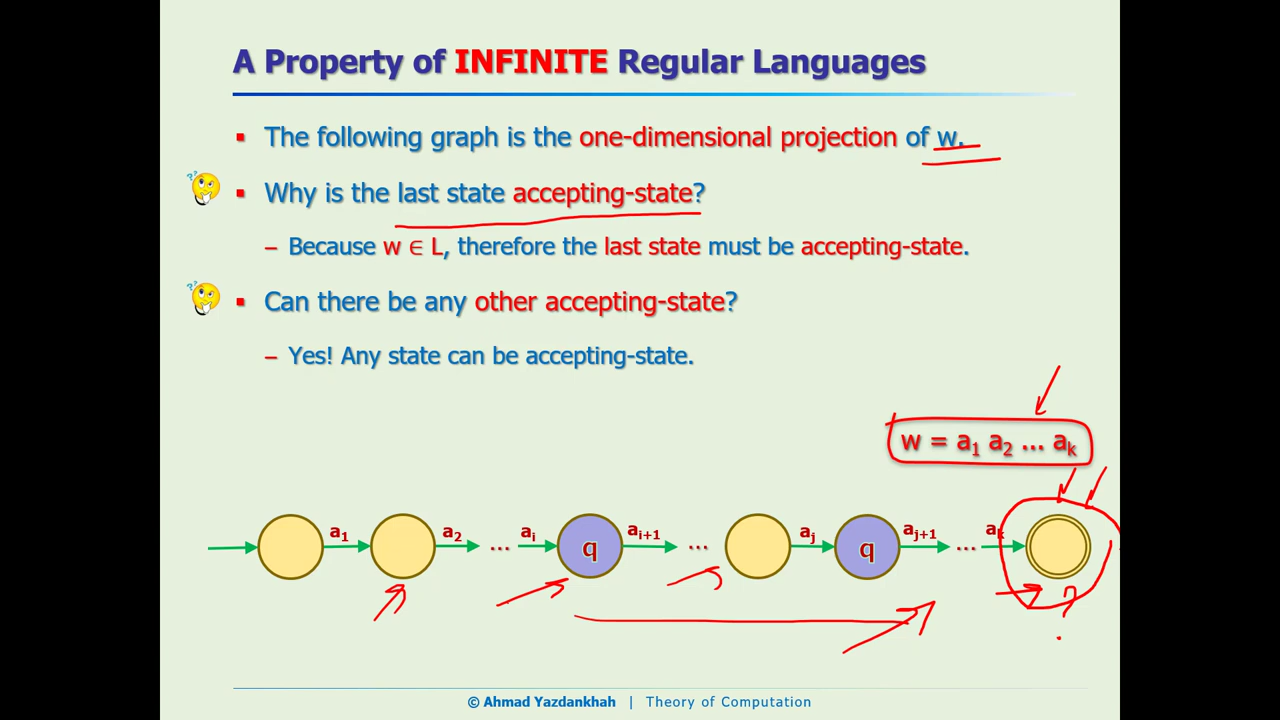 A Property of INFINITE Regular Languages
▪ The following graph is the one-dimensional projection of w.
▪ Why is the last state accepting-state?
– Because w ∈ L, therefore the last state must be accepting-state.
▪ Can there be any other accepting-state?
– Yes! Any state can be accepting-state.
w = a₁ a₂ ... aₖ
a₁ a₂ ... aᵢ q aᵢ₊₁ ... aⱼ q aⱼ₊₁ ... aₖ
?
© Ahmad Yazdankhah | Theory of Computation